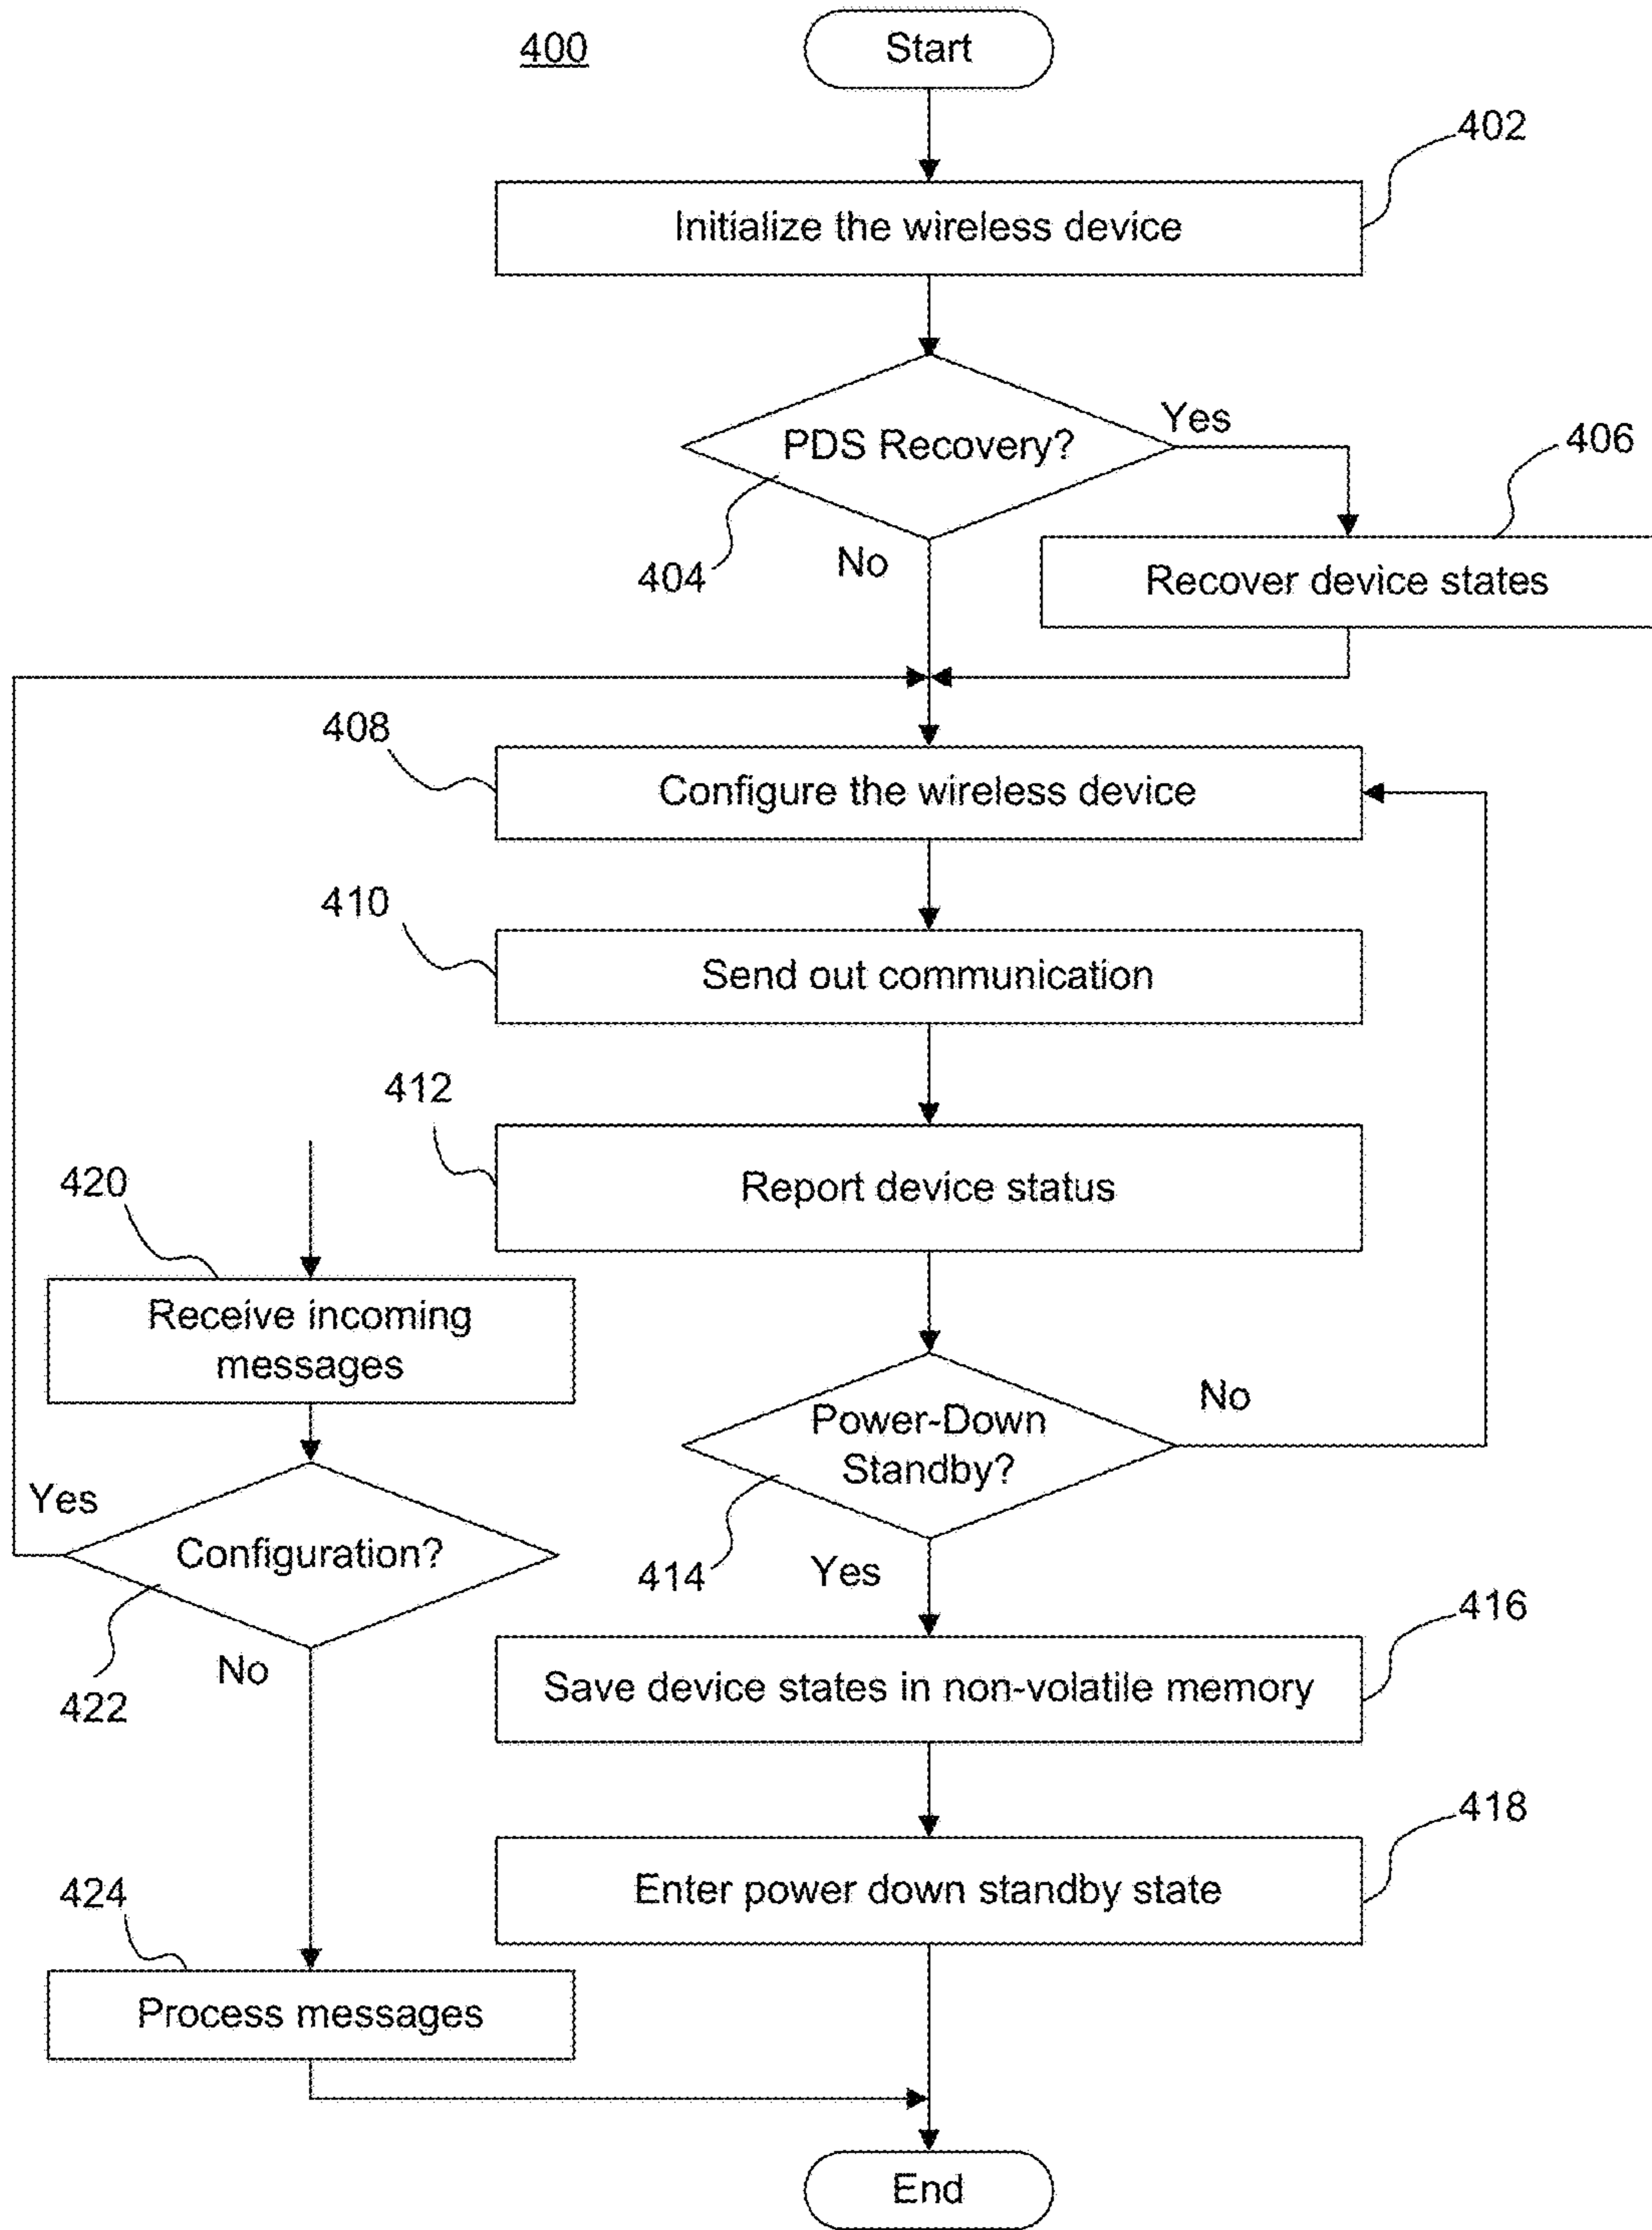 400
Start
402
Initialize the wireless device
PDS Recovery?
Yes
404
No
406
Recover device states
408
Configure the wireless device
410
Send out communication
412
Report device status
420
Receive incoming
messages
Power-Down
Standby?
No
414
Yes
Yes
Configuration?
422
No
416
Save device states in non-volatile memory
418
Enter power down standby state
424
Process messages
End